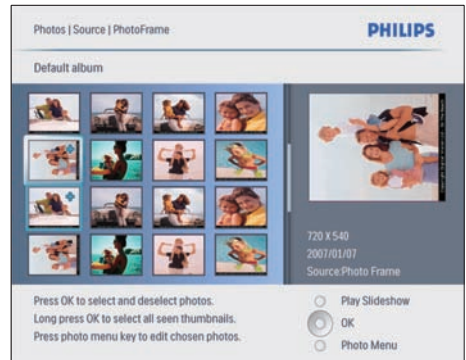 Photos | Source | PhotoFrame
PHILIPS
Default album
720 X 540
2007/01/07
Source:Photo Frame
Press OK to select and deselect photos.
Long press OK to select all seen thumbnails.
Press photo menu key to edit chosen photos.
Play Slideshow
OK
Photo Menu